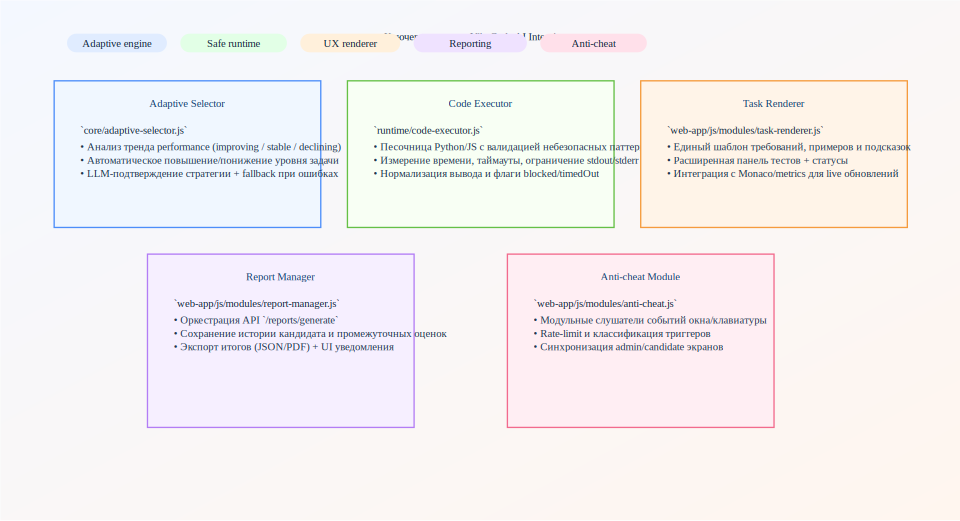 Adaptive engine
Safe runtime
UX renderer
Reporting
Anti-cheat
Adaptive Selector
`core/adaptive-selector.js`
• Анализ тренда performance (improving / stable / declining)
• Автоматическое повышение/понижение уровня задачи
• LLM-подтверждение стратегии + fallback при ошибках
Code Executor
`runtime/code-executor.js`
• Песочница Python/JS с валидацией небезопасных паттер
• Измерение времени, таймауты, ограничение stdout/stderr
• Нормализация вывода и флаги blocked/timedOut
Task Renderer
`web-app/js/modules/task-renderer.js`
• Единый шаблон требований, примеров и подсказок
• Расширенная панель тестов + статусы
• Интеграция с Monaco/metrics для live обновлений
Report Manager
`web-app/js/modules/report-manager.js`
• Оркестрация API `/reports/generate`
• Сохранение истории кандидата и промежуточных оценок
• Экспорт итогов (JSON/PDF) + UI уведомления
Anti-cheat Module
`web-app/js/modules/anti-cheat.js`
• Модульные слушатели событий окна/клавиатуры
• Rate-limit и классификация триггеров
• Синхронизация admin/candidate экранов